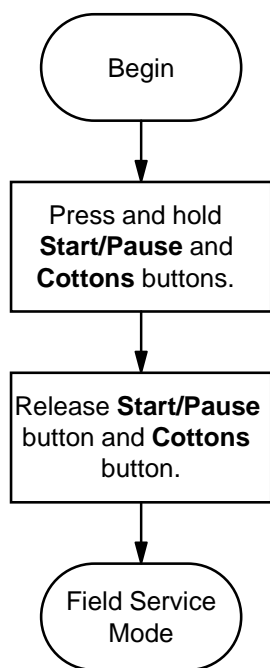 Begin
Press and hold
Start/Pause and
Cottons buttons.
Release Start/Pause
button and Cottons
button.
Field Service
Mode